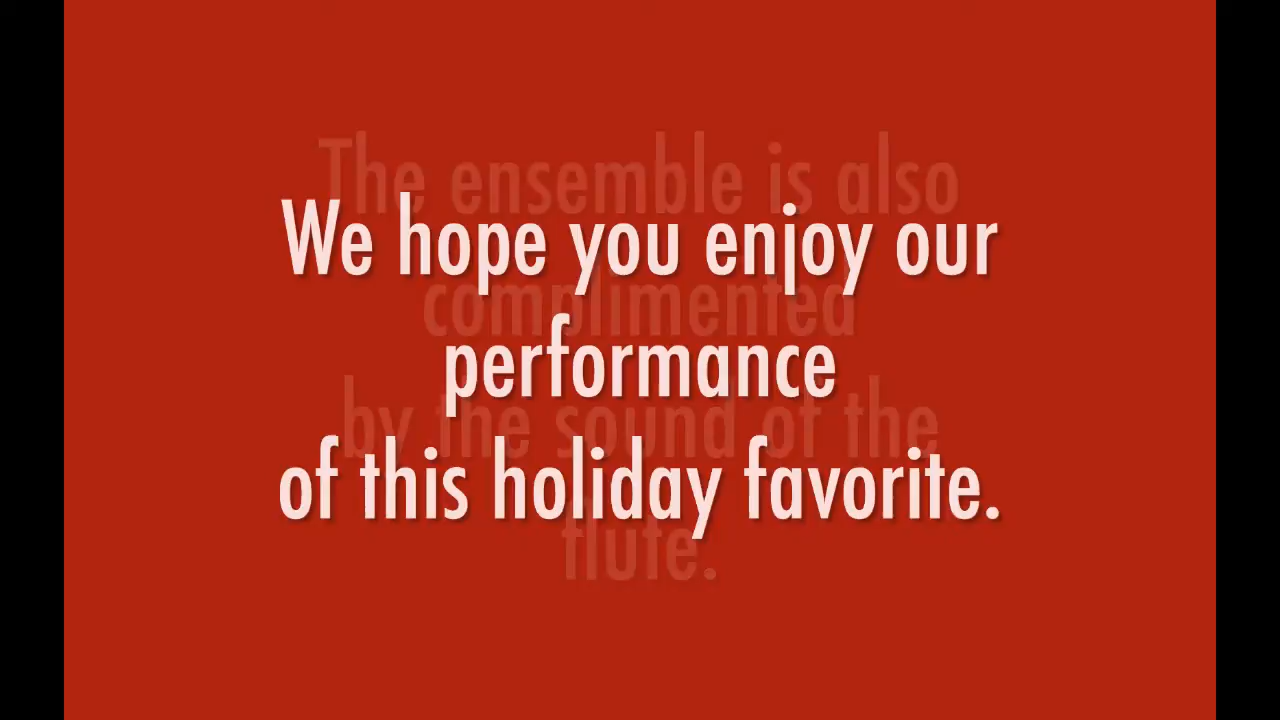 The ensemble is also
complimented
by the sound of the
flute.
We hope you enjoy our
performance
of this holiday favorite.